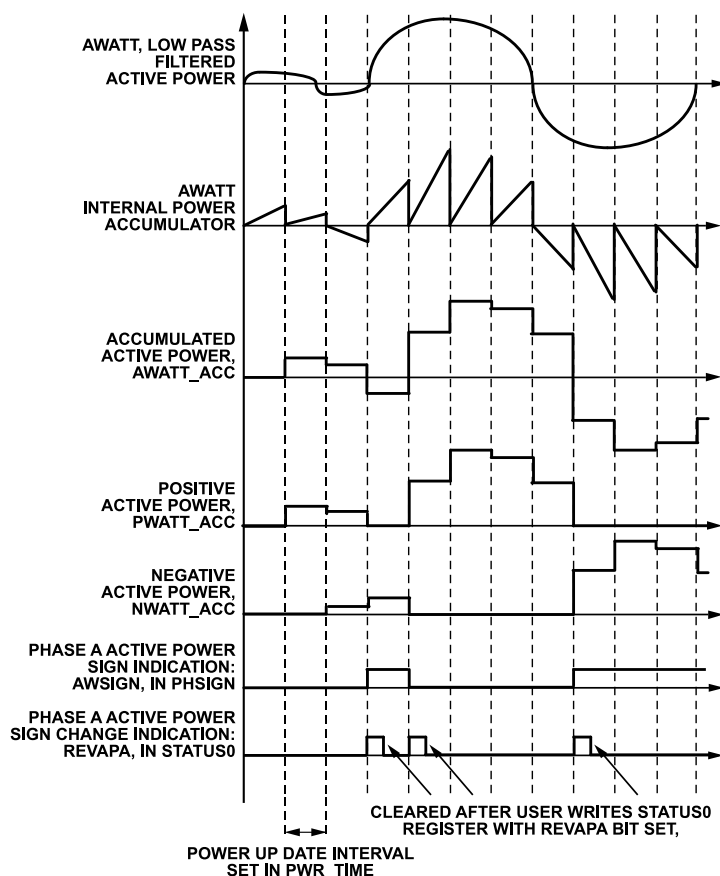 AWATT, LOW PASS
FILTERED
ACTIVE POWER
AWATT
INTERNAL POWER
ACCUMULATOR
ACCUMULATED
ACTIVE POWER,
AWATT_ACC
POSITIVE
ACTIVE POWER,
PWATT_ACC
NEGATIVE
ACTIVE POWER,
NWATT_ACC
PHASE A ACTIVE POWER
SIGN INDICATION:
AWSIGN, IN PHSIGN
PHASE A ACTIVE POWER
SIGN CHANGE INDICATION:
REVAPA, IN STATUS0
CLEARED AFTER USER WRITES STATUS0
REGISTER WITH REVAPA BIT SET,
POWER UP DATE INTERVAL
SET IN PWR_TIME